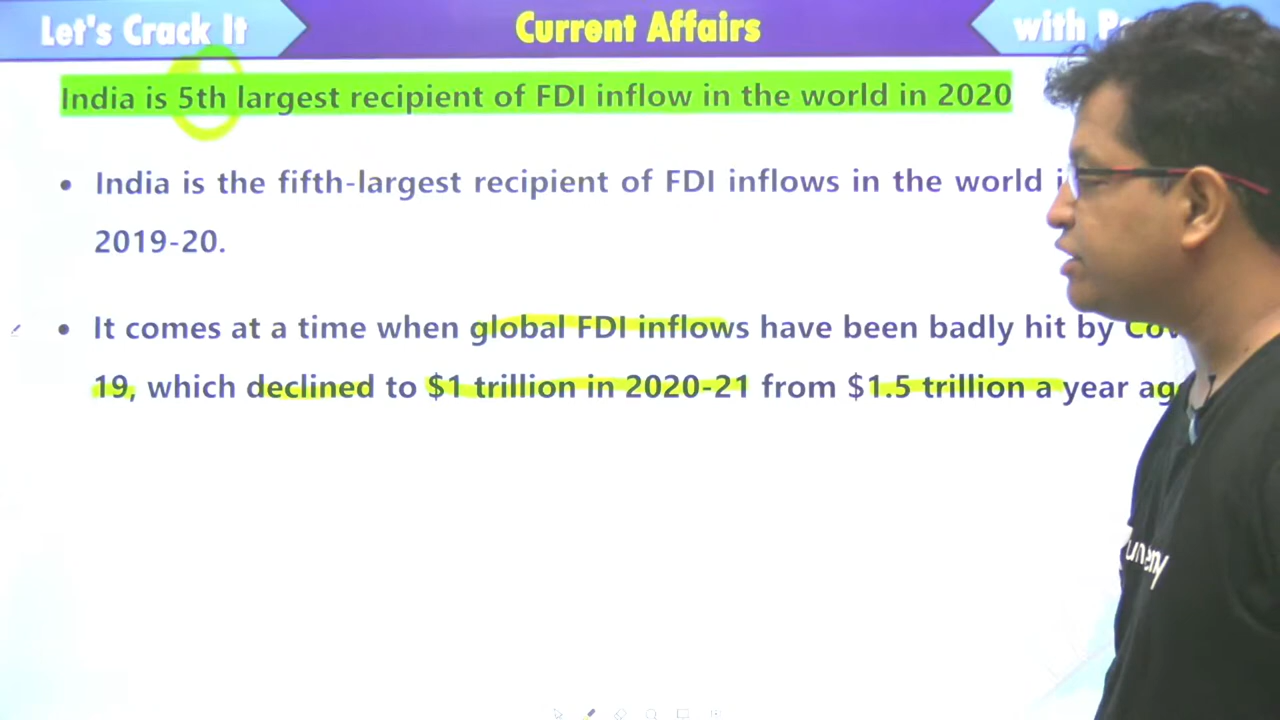 Let's Crack It
Current Affairs
with
India is 5th largest recipient of FDI inflow in the world in 2020
• India is the fifth-largest recipient of FDI inflows in the world
2019-20.
• It comes at a time when global FDI inflows have been badly hit by
19, which declined to $1 trillion in 2020-21 from $1.5 trillion a year